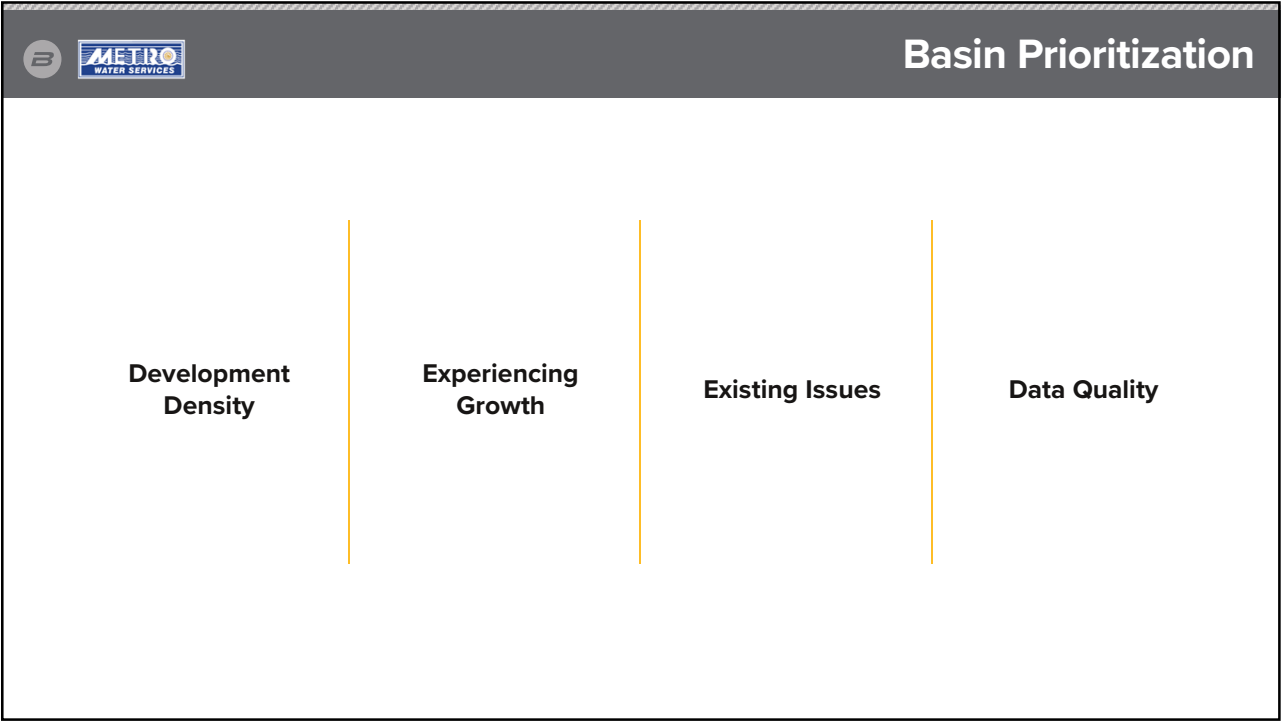 B
METRO
WATER SERVICES
Basin Prioritization
Development
Density
Experiencing
Growth
Existing Issues
Data Quality